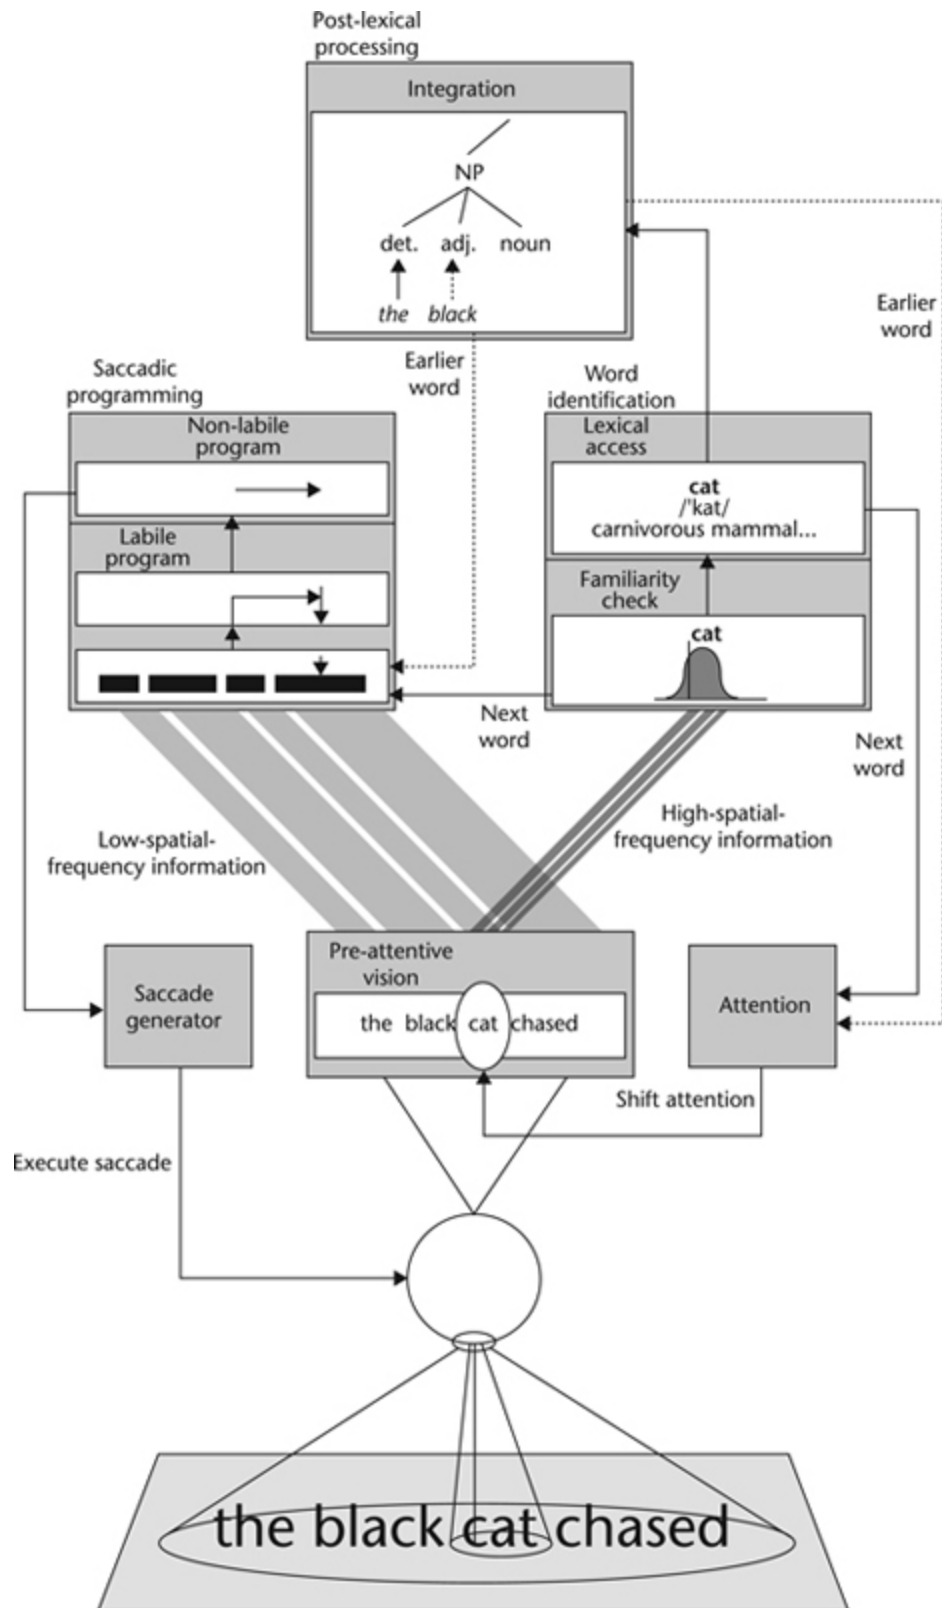 Post-lexical
processing
Integration
NP
det. adj. noun
the black
Earlier
word
Earlier
word
Saccadic
programming
Non-labile
program
Labile
program
Word
identification
Lexical
access
cat
/'kat/
carnivorous mammal...
Familiarity
check
cat
Next
word
Next
word
Low-spatial-
frequency information
High-spatial-
frequency information
Saccade
generator
Pre-attentive
vision
the black cat chased
Attention
Shift attention
Execute saccade
the black cat chased